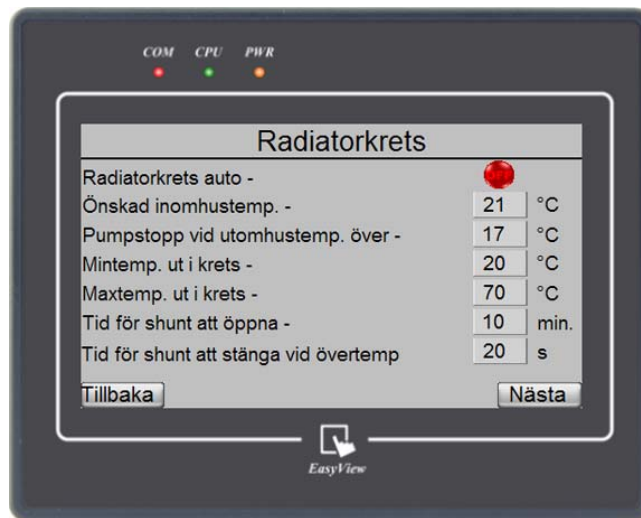 COM CPU PWR
Radiatorkrets
Radiatorkrets auto - OFF
Önskad inomhustemp. - 21 °C
Pumpstopp vid utomhustemp. över - 17 °C
Mintemp. ut i krets - 20 °C
Maxtemp. ut i krets - 70 °C
Tid för shunt att öppna - 10 min.
Tid för shunt att stänga vid övertemp 20 s
Tillbaka Nästa
EasyView